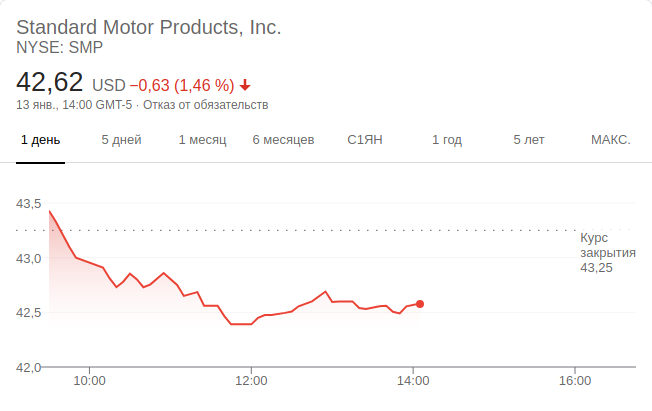 Standard Motor Products, Inc.
NYSE: SMP
42,62 USD −0,63 (1,46 %)
13 янв., 14:00 GMT-5 · Отказ от обязательств
1 день 5 дней 1 месяц 6 месяцев С1ЯН 1 год 5 лет МАКС.
43,5
Курс
закрытия
43,25
43,0
42,5
42,0
10:00 12:00 14:00 16:00